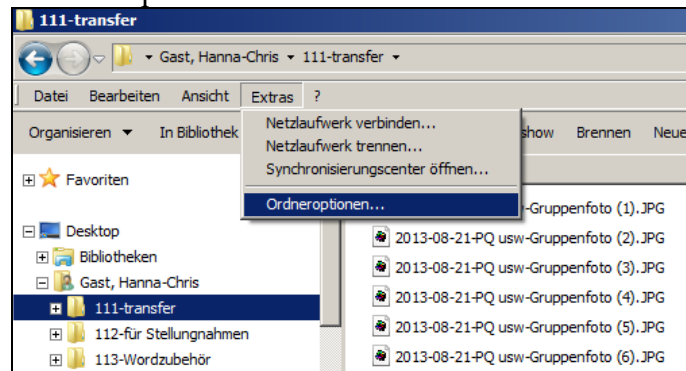 111-transfer
Gast, Hanna-Chris 111-transfer
Datei Bearbeiten Ansicht Extras ?
Organisieren In Bibliothek show Brennen Neue
Netzlaufwerk verbinden...
Netzlaufwerk trennen...
Synchronisierungscenter öffnen...
Ordneroptionen...
Favoriten
Desktop
Bibliotheken
Gast, Hanna-Chris
111-transfer
112-für Stellungnahmen
113-Wordzubehör
-Gruppenfoto (1).JPG
2013-08-21-PQ usw-Gruppenfoto (2).JPG
2013-08-21-PQ usw-Gruppenfoto (3).JPG
2013-08-21-PQ usw-Gruppenfoto (4).JPG
2013-08-21-PQ usw-Gruppenfoto (5).JPG
2013-08-21-PQ usw-Gruppenfoto (6).JPG